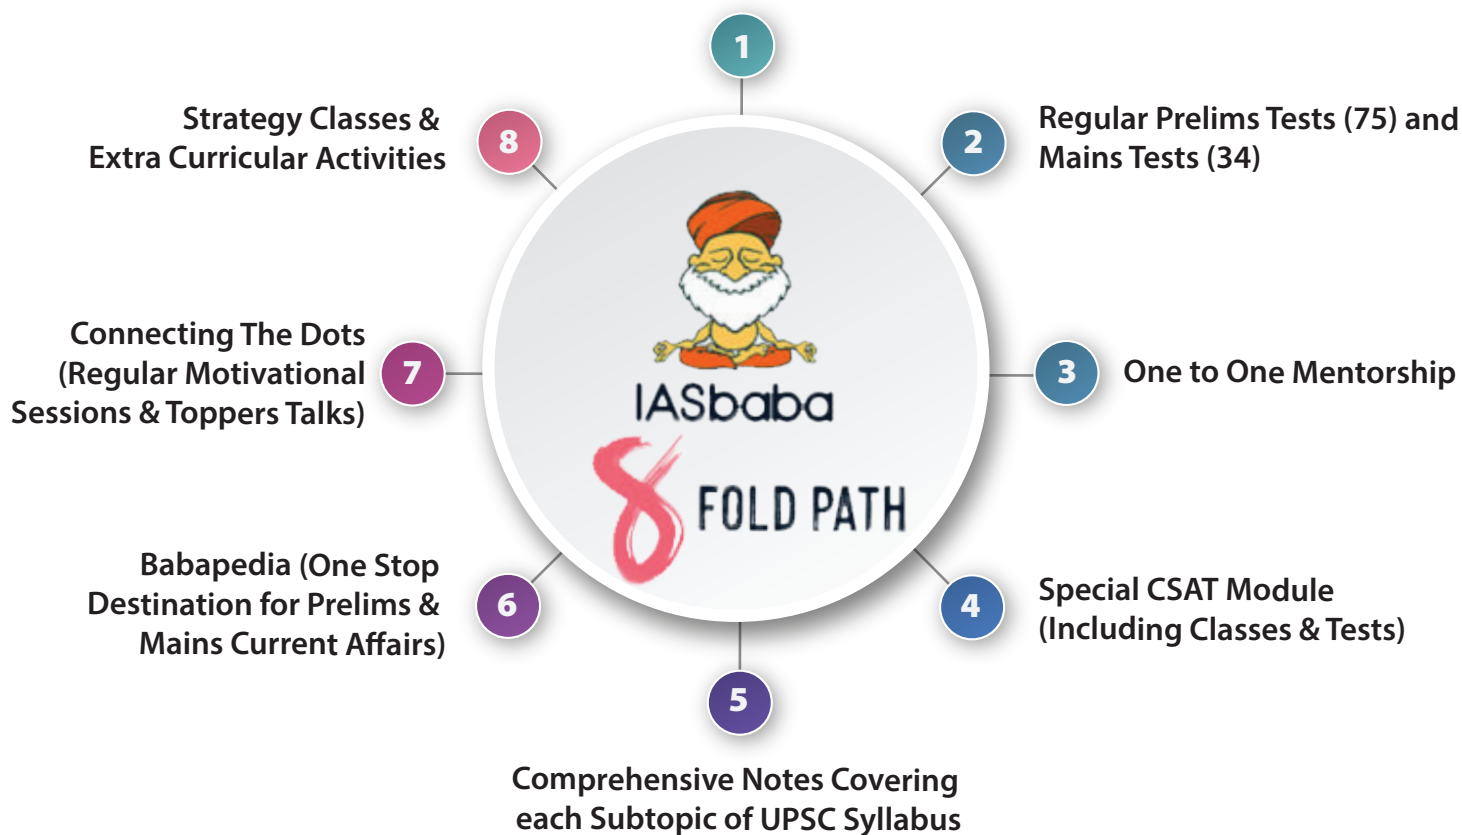 1
2
Regular Prelims Tests (75) and
Mains Tests (34)
3
One to One Mentorship
4
Special CSAT Module
(Including Classes & Tests)
5
Comprehensive Notes Covering
each Subtopic of UPSC Syllabus
6
Babapedia (One Stop
Destination for Prelims &
Mains Current Affairs)
7
Connecting The Dots
(Regular Motivational
Sessions & Toppers Talks)
8
Strategy Classes &
Extra Curricular Activities
IASbaba
8 FOLD PATH